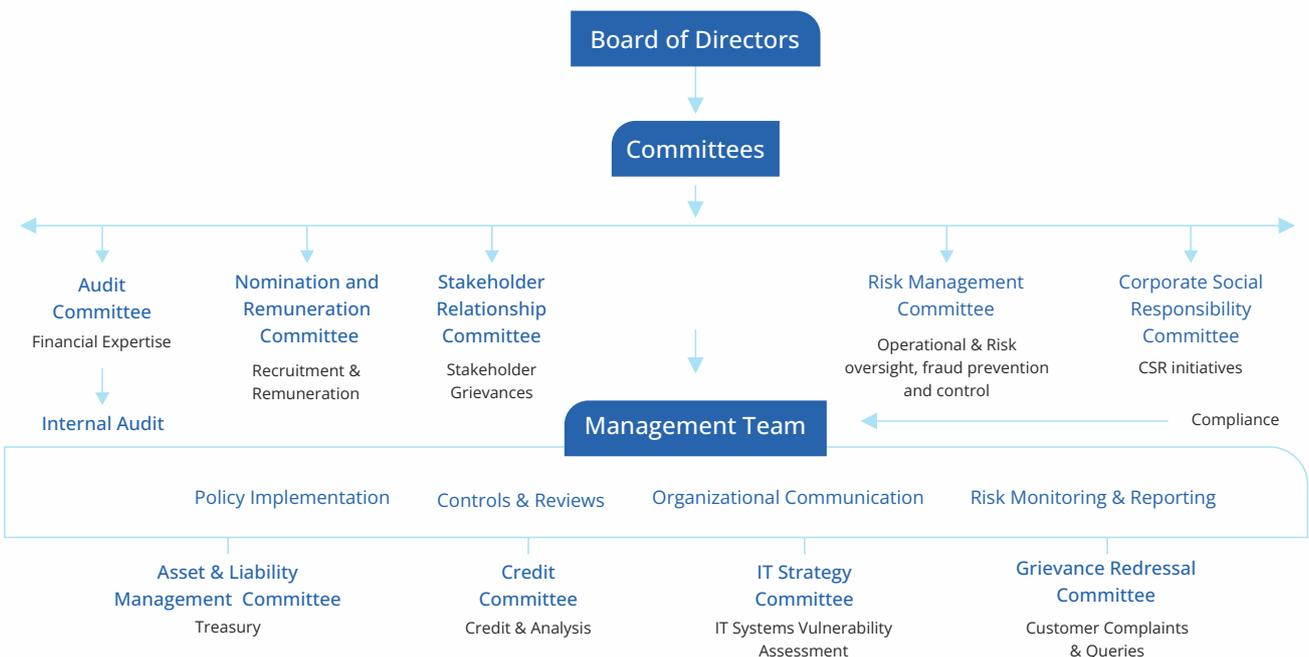 Board of Directors
Committees
Audit
Committee
Financial Expertise
Internal Audit
Nomination and
Remuneration
Committee
Recruitment &
Remuneration
Stakeholder
Relationship
Committee
Stakeholder
Grievances
Risk Management
Committee
Operational & Risk
oversight, fraud prevention
and control
Corporate Social
Responsibility
Committee
CSR initiatives
Management Team
Compliance
Policy Implementation
Controls & Reviews
Organizational Communication
Risk Monitoring & Reporting
Asset & Liability
Management Committee
Treasury
Credit
Committee
Credit & Analysis
IT Strategy
Committee
IT Systems Vulnerability
Assessment
Grievance Redressal
Committee
Customer Complaints
& Queries